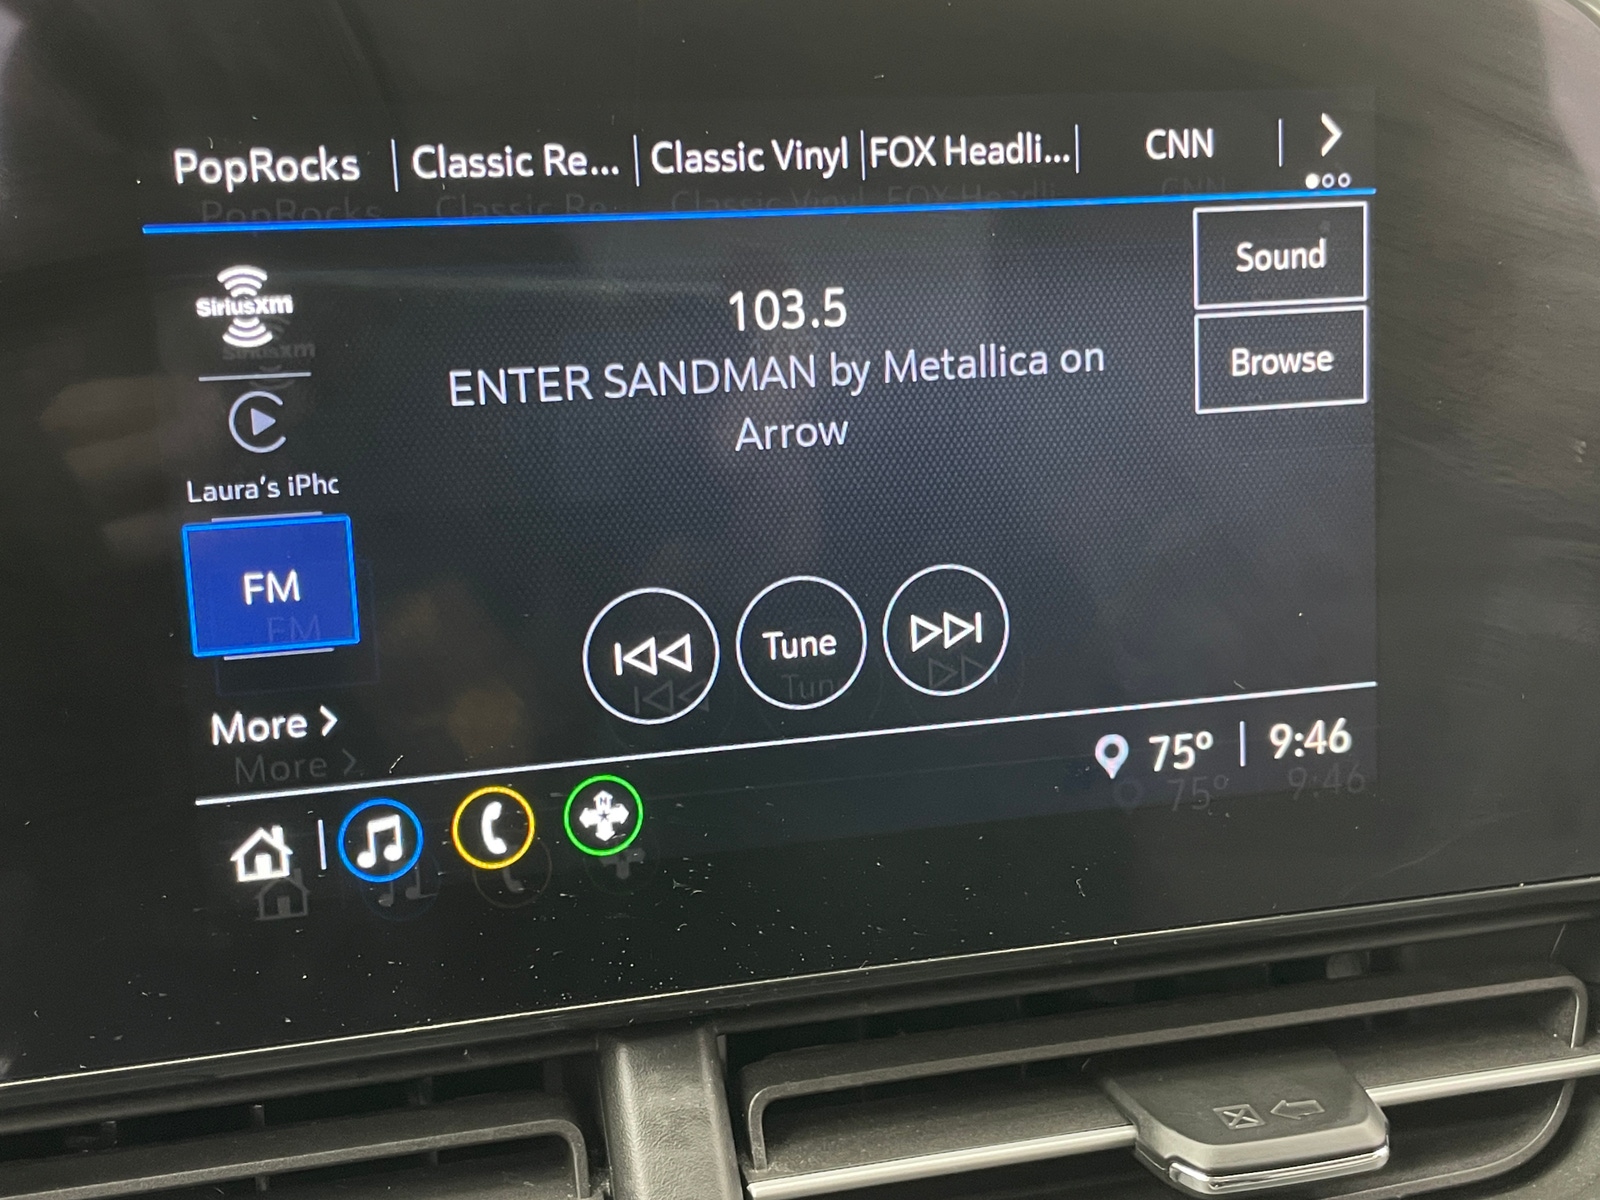 PopRocks
Classic Re...
Classic Vinyl
FOX Headli...
CNN
Sound
SiriusXM
103.5
ENTER SANDMAN by Metallica on
Arrow
Browse
Laura's iPhc
FM
Tune
More
75° | 9:46